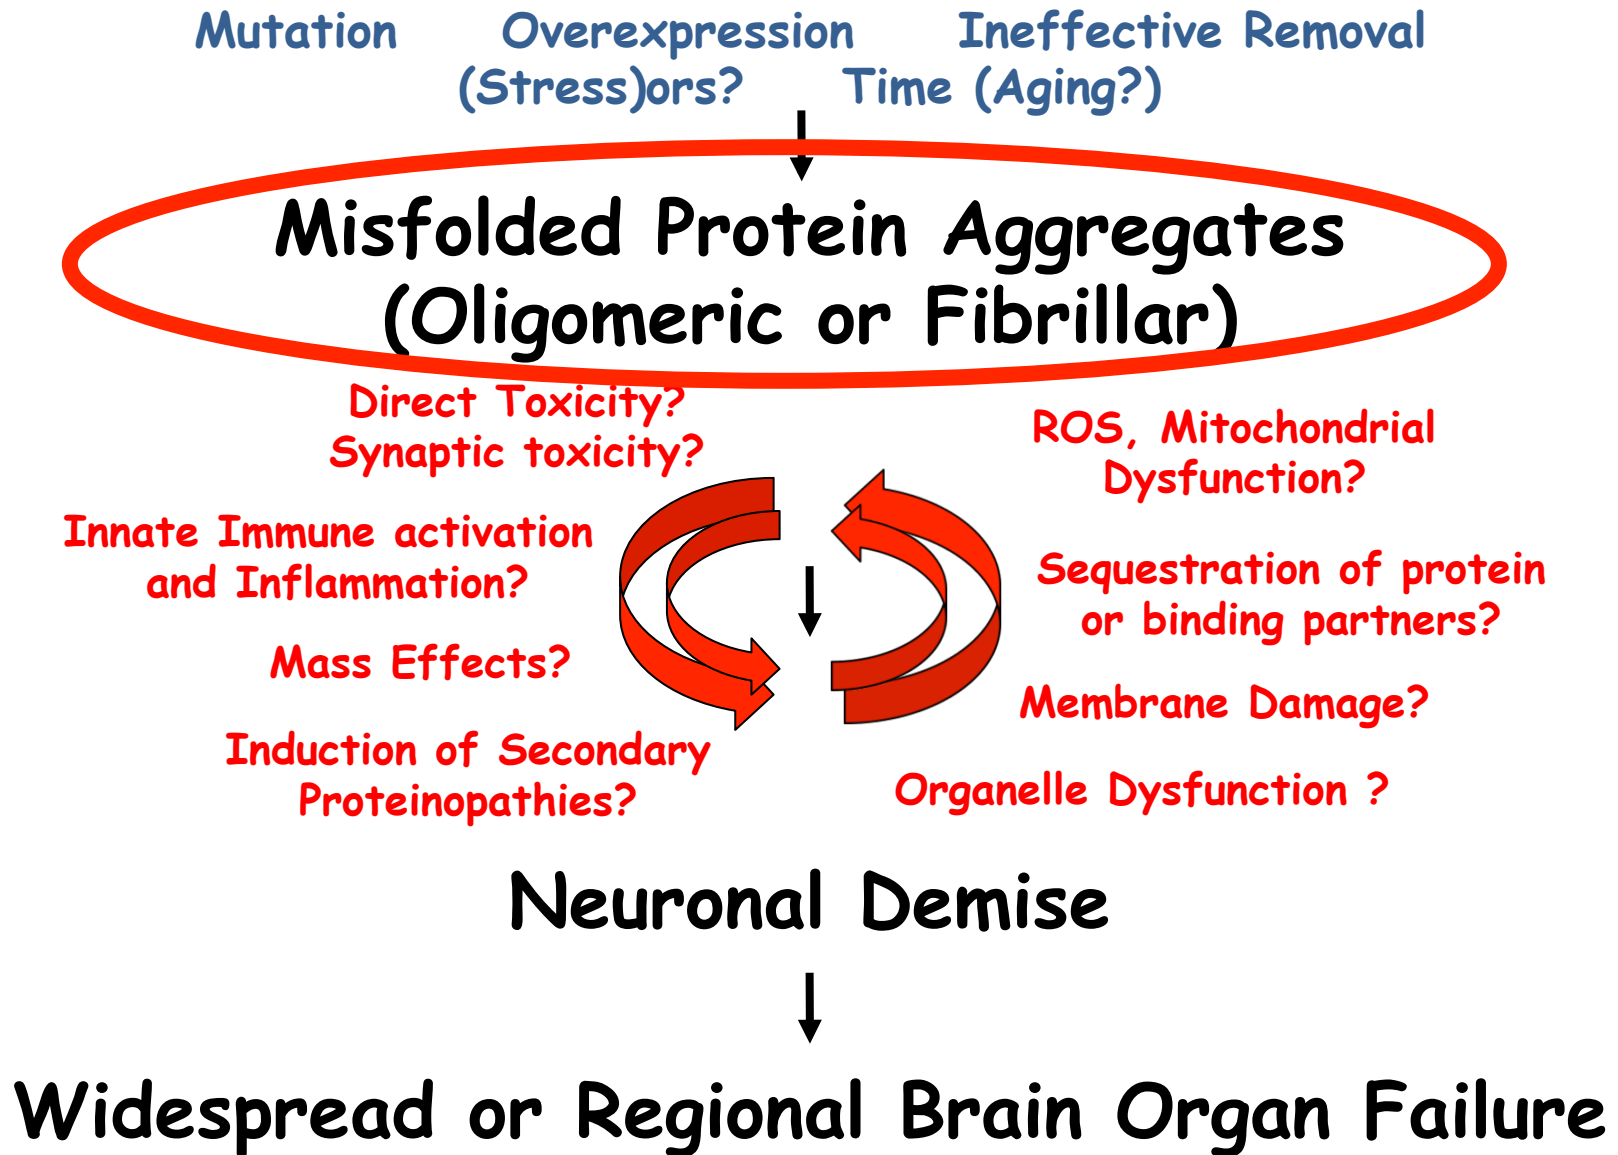 Mutation Overexpression Ineffective Removal
(Stress)ors? Time (Aging?)
Misfolded Protein Aggregates
(Oligomeric or Fibrillar)
Direct Toxicity?
Synaptic toxicity?
Innate Immune activation
and Inflammation?
Mass Effects?
Induction of Secondary
Proteinopathies?
ROS, Mitochondrial
Dysfunction?
Sequestration of protein
or binding partners?
Membrane Damage?
Organelle Dysfunction ?
Neuronal Demise
Widespread or Regional Brain Organ Failure